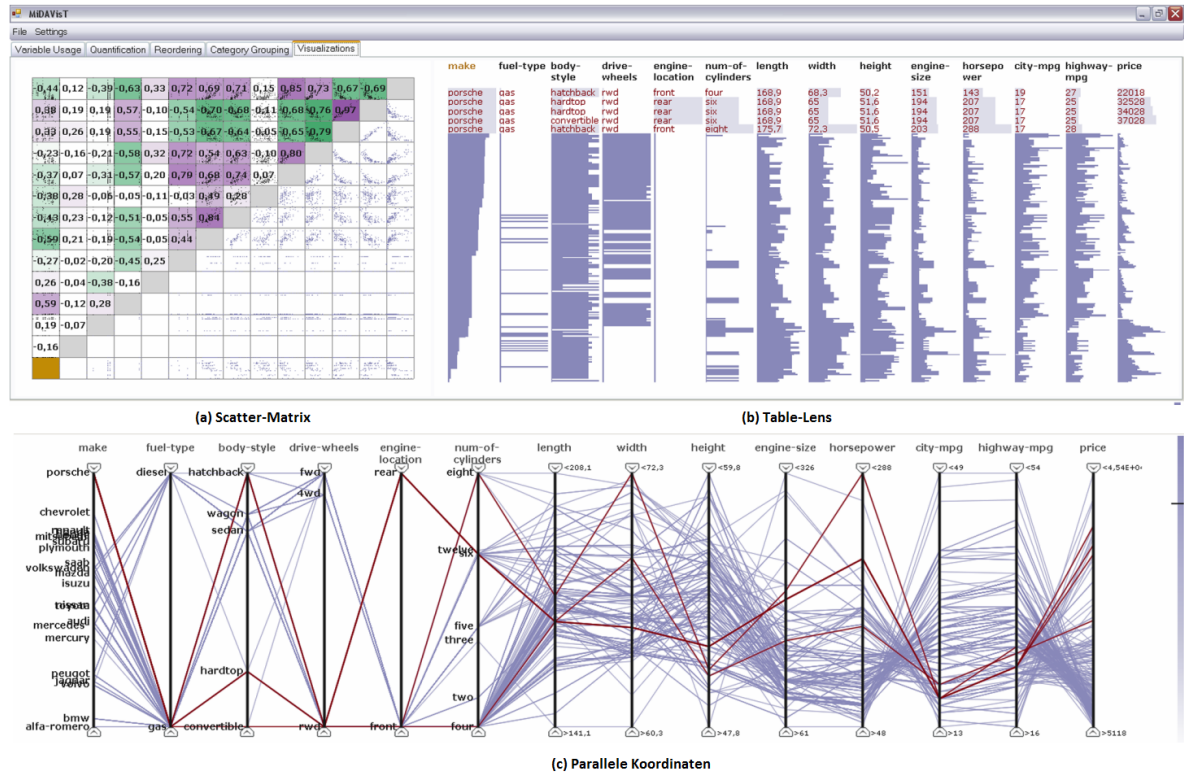 MiDAVisT
File Settings
Variable Usage Quantification Reordering Category Grouping Visualizations
-0,44 0,12 -0,39 -0,63 0,33 0,72 0,69 0,71 0,15 0,85 0,73 -0,67 -0,69
0,38 0,19 0,19 0,57 -0,10 -0,54 -0,70 -0,68 -0,11 -0,68 -0,76 0,97
0,33 0,26 0,19 0,55 -0,15 -0,53 -0,67 -0,64 -0,05 -0,65 -0,79
-0,23 -0,16 -0,21 -0,58 0,32 0,72 0,54 0,63 -0,10 0,80
-0,37 0,07 -0,31 -0,57 0,20 0,79 0,68 0,74 0,07
-0,38 0,28 -0,05 -0,11 -0,03 0,49 0,28
-0,43 0,23 -0,12 -0,51 -0,05 0,55 0,84
-0,59 0,21 -0,19 -0,54 -0,05 0,44
-0,27 -0,02 -0,20 -0,45 0,25
0,26 -0,04 -0,38 -0,16
0,59 -0,12 0,28
0,19 -0,07
-0,16
(a) Scatter-Matrix
make fuel-type body-style drive-wheels engine-location num-of-cylinders length width height engine-size horsepower city-mpg highway-mpg price
porsche gas hatchback rwd front four 168,9 68,3 50,2 151 143 19 27 22018
porsche gas hardtop rwd rear six 168,9 65 51,6 194 207 17 25 32528
porsche gas hardtop rwd rear six 168,9 65 51,6 194 207 17 25 34028
porsche gas convertible rwd rear six 168,9 65 51,6 194 207 17 25 37028
porsche gas hatchback rwd front eight 175,7 72,3 50,5 203 288 17 28
(b) Table-Lens
make fuel-type body-style drive-wheels engine-location num-of-cylinders length width height engine-size horsepower city-mpg highway-mpg price
porsche diesel hatchback fwd rear eight <208,1 <72,3 <59,8 <326 <288 <49 <54 <4,54E+0
4wd
chevrolet
wagon
sedan
subaru
plymouth
twelve
six
saab
volkswagon
mazda
isuzu
toyota
audi
five
mercedes
mercury
three
peugot
hardtop
jaguar
volvo
two
bmw
alfa-romero gas convertible rwd front four
>141,1 >60,3 >47,8 >61 >48 >13 >16 >5118
(c) Parallele Koordinaten